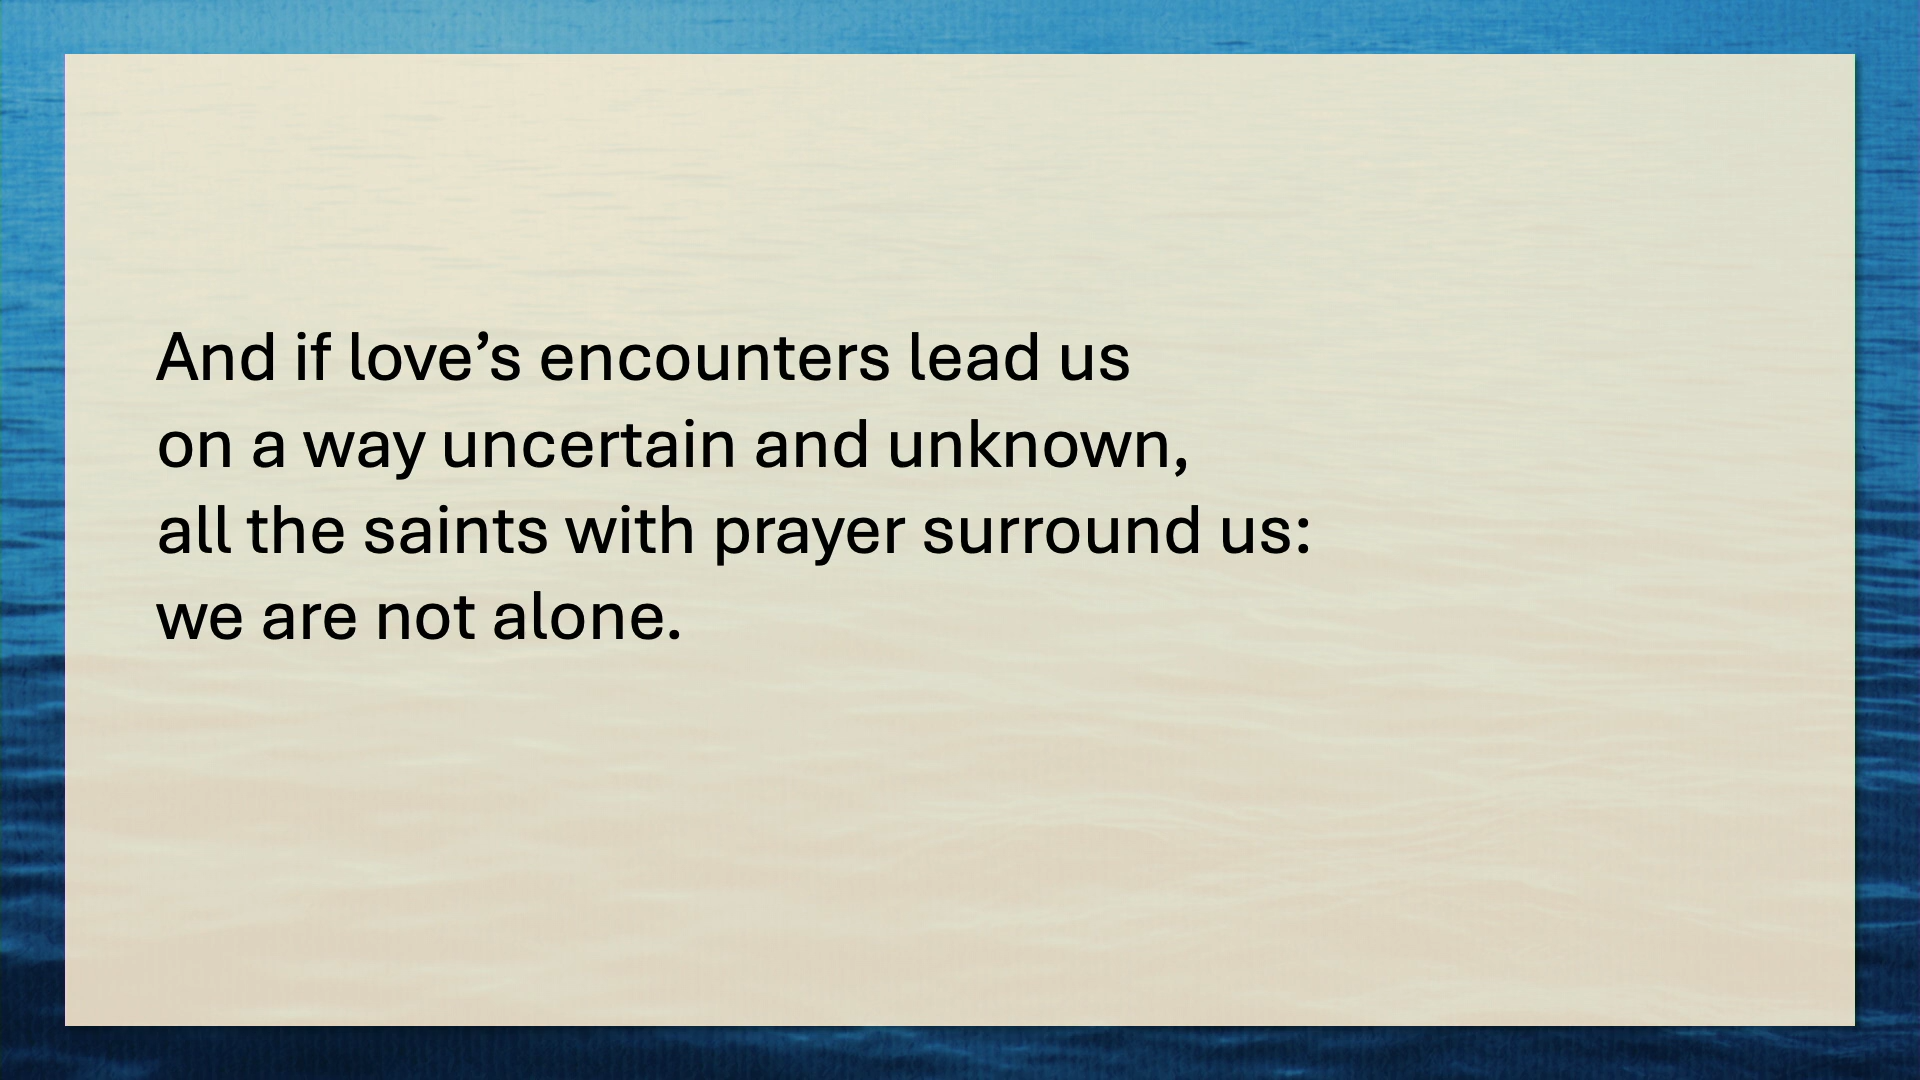 And if love’s encounters lead us
on a way uncertain and unknown,
all the saints with prayer surround us:
we are not alone.